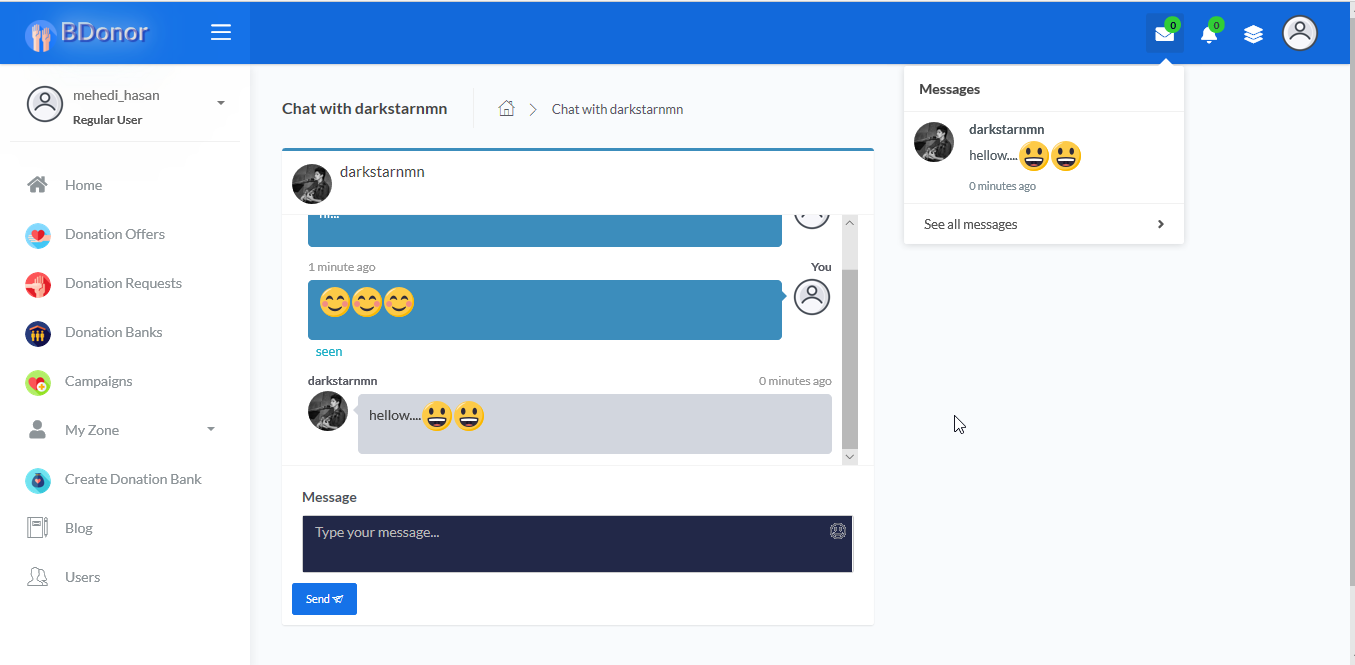 BDonor
0
0
mehedi_hasan
Regular User
Home
Donation Offers
Donation Requests
Donation Banks
Campaigns
My Zone
Create Donation Bank
Blog
Users
Chat with darkstarnmn
Chat with darkstarnmn
darkstarnmn
1 minute ago
You
😊😊😊
seen
darkstarnmn
0 minutes ago
hellow....😃😃
Message
Type your message...
Send
Messages
darkstarnmn
hellow....😃😃
0 minutes ago
See all messages